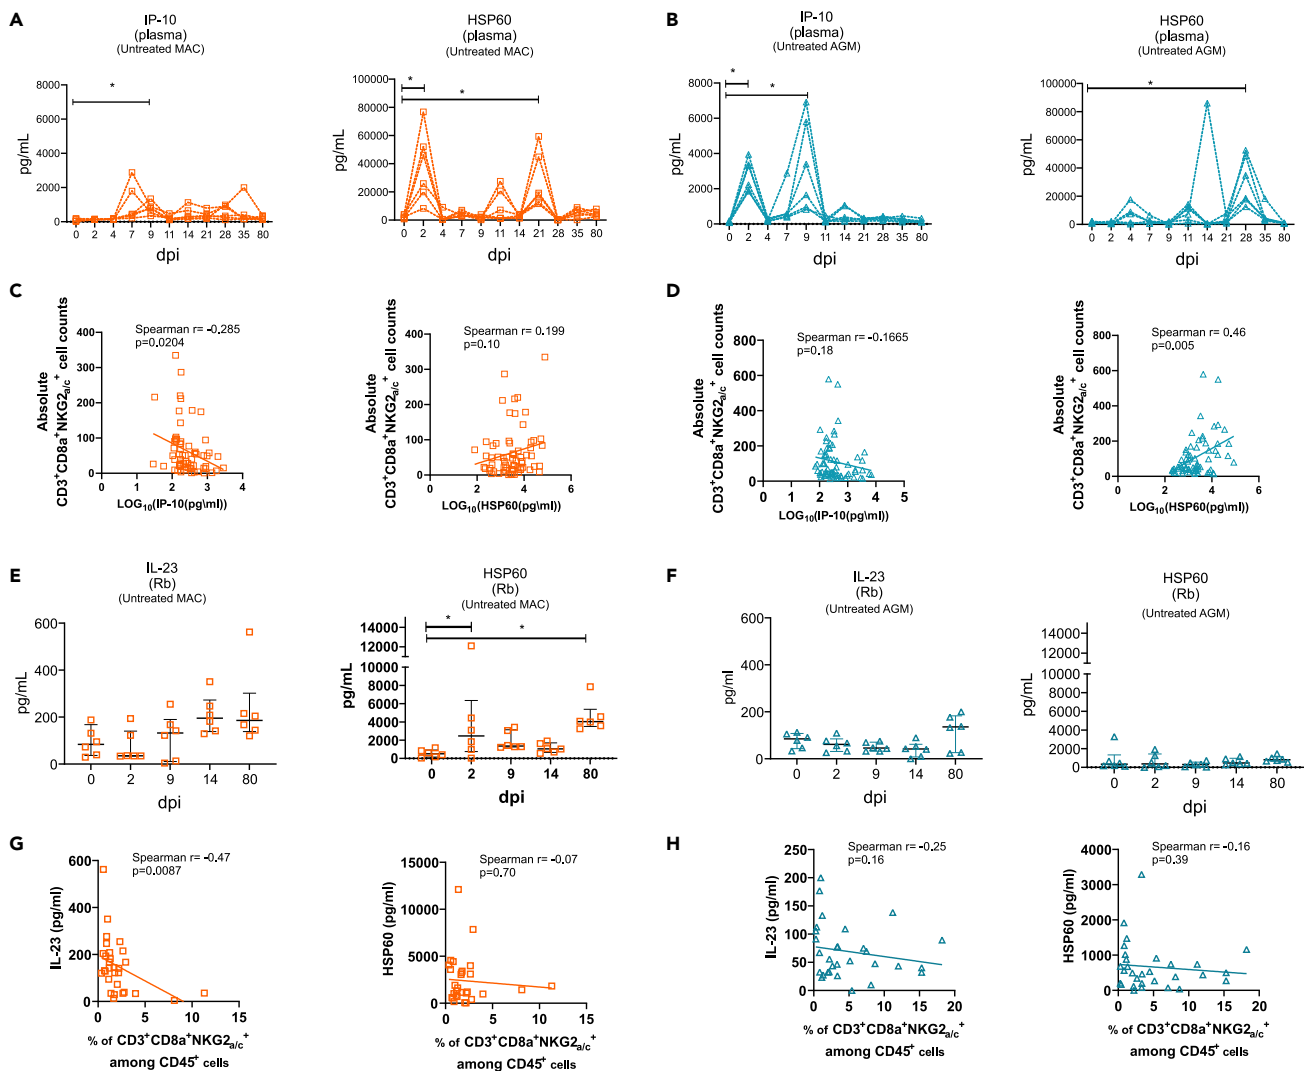 A
IP-10
(plasma)
(Untreated MAC)
*
pg/mL
8000
6000
4000
2000
0
0 2 4 7 9 11 14 21 28 35 80
dpi
HSP60
(plasma)
(Untreated MAC)
*
*
pg/mL
100000
80000
60000
40000
20000
0
0 2 4 7 9 11 14 21 28 35 80
dpi
B
IP-10
(plasma)
(Untreated AGM)
*
*
pg/mL
8000
6000
4000
2000
0
0 2 4 7 9 11 14 21 28 35 80
dpi
HSP60
(plasma)
(Untreated AGM)
*
pg/mL
100000
80000
60000
40000
20000
0
0 2 4 7 9 11 14 21 28 35 80
dpi
C
Absolute
CD3+CD8a+NKG2a/c+ cell counts
Spearman r= -0.285
p=0.0204
400
300
200
100
0
0 1 2 3 4
LOG10(IP-10(pg\ml))
Absolute
CD3+CD8a+NKG2a/c+ cell counts
Spearman r= 0.199
p=0.10
400
300
200
100
0
0 2 4 6
LOG10(HSP60(pg\ml))
D
Absolute
CD3+CD8a+NKG2a/c+ cell counts
Spearman r= -0.1665
p=0.18
800
600
400
200
0
0 1 2 3 4 5
LOG10(IP-10(pg\ml))
Absolute
CD3+CD8a+NKG2a/c+ cell counts
Spearman r= 0.46
p=0.005
800
600
400
200
0
0 2 4 6
LOG10(HSP60(pg\ml))
E
IL-23
(Rb)
(Untreated MAC)
pg/mL
600
400
200
0
0 2 9 14 80
dpi
HSP60
(Rb)
(Untreated MAC)
*
*
pg/mL
14000
12000
10000
8000
6000
4000
2000
0
0 2 9 14 80
dpi
F
IL-23
(Rb)
(Untreated AGM)
pg/ml
600
400
200
0
0 2 9 14 80
dpi
HSP60
(Rb)
(Untreated AGM)
pg/mL
14000
12000
10000
8000
6000
4000
2000
0
0 2 9 14 80
dpi
G
IL-23 (pg/ml)
Spearman r= -0.47
p=0.0087
600
400
200
0
0 5 10 15
% of CD3+CD8a+NKG2a/c+
among CD45+ cells
HSP60 (pg/ml)
Spearman r= -0.07
p=0.70
15000
10000
5000
0
0 5 10 15
% of CD3+CD8a+NKG2a/c+
among CD45+ cells
H
IL-23 (pg/ml)
Spearman r= -0.25
p=0.16
250
200
150
100
50
0
0 5 10 15 20
% of CD3+CD8a+NKG2a/c+
among CD45+ cells
HSP60 (pg/ml)
Spearman r= -0.16
p=0.39
4000
3000
2000
1000
0
0 5 10 15 20
% of CD3+CD8a+NKG2a/c+
among CD45+ cells